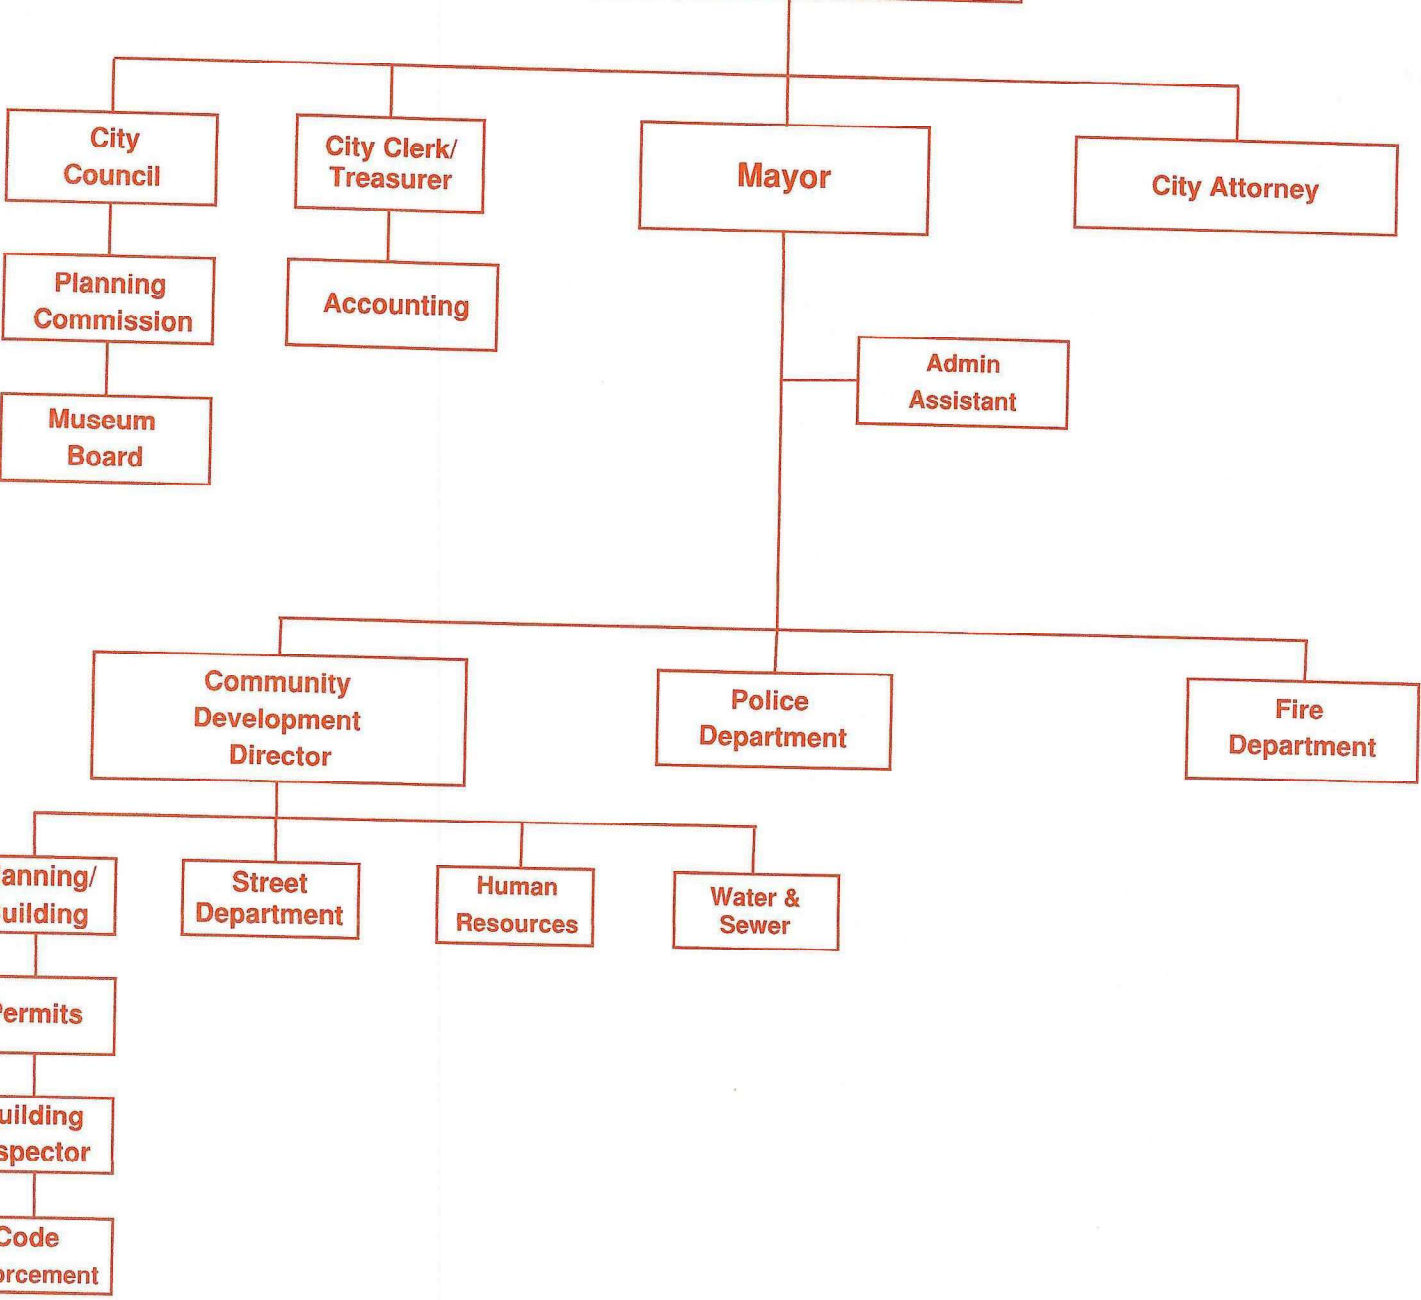 City
Council
City Clerk/
Treasurer
Mayor
City Attorney
Planning
Commission
Accounting
Admin
Assistant
Museum
Board
Community
Development
Director
Police
Department
Fire
Department
anning/
uilding
Street
Department
Human
Resources
Water &
Sewer
ermits
uilding
spector
Code
orcement